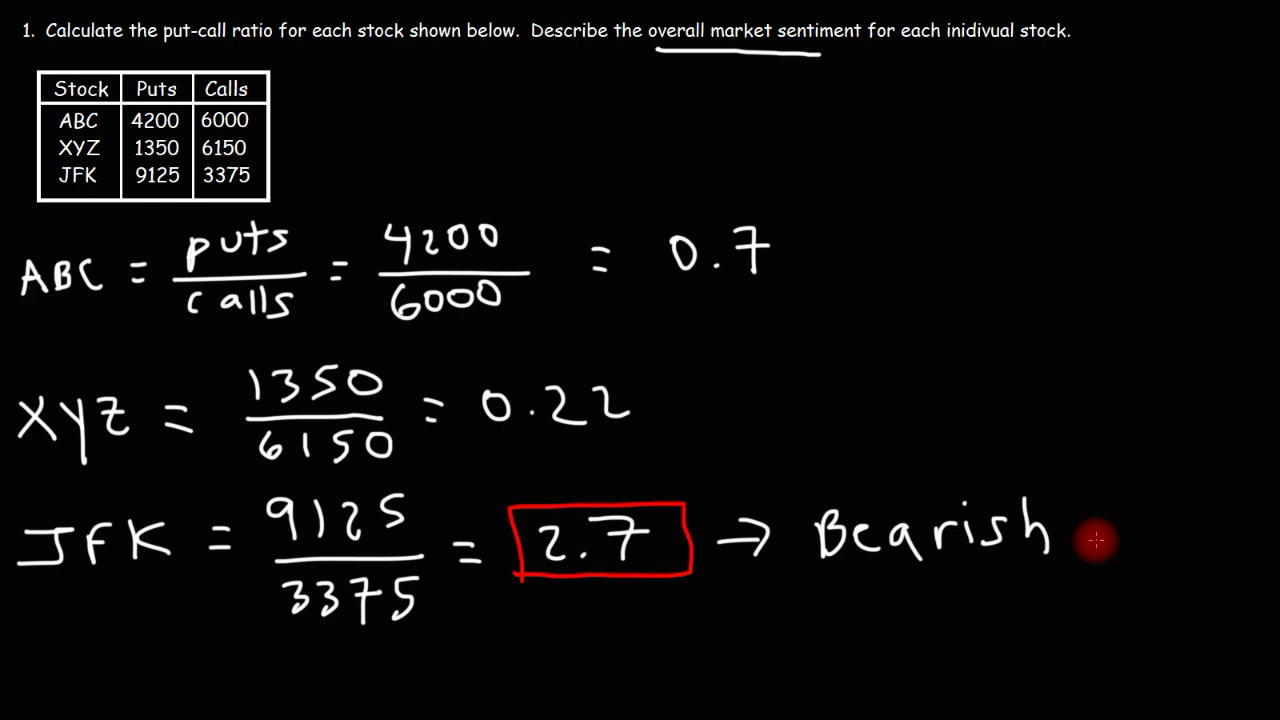 1. Calculate the put-call ratio for each stock shown below. Describe the overall market sentiment for each inidivual stock.
Stock Puts Calls
ABC 4200 6000
XYZ 1350 6150
JFK 9125 3375
ABC = puts / calls = 4200 / 6000 = 0.7
XYZ = 1350 / 6150 = 0.22
JFK = 9125 / 3375 = 2.7 → Bearish